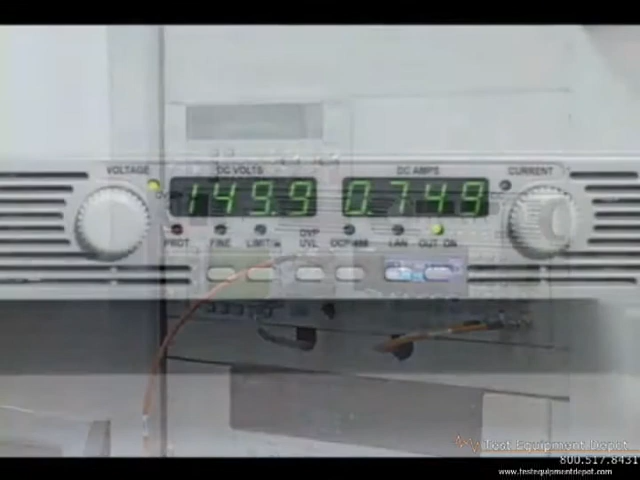 VOLTAGE DC VOLTS DC AMPS CURRENT
149.9 0.749
PROT FINE LIMIT OVP UVL OCP LAN OUT ON
Test Equipment Depot
800.517.8431
www.testequipmentdepot.com